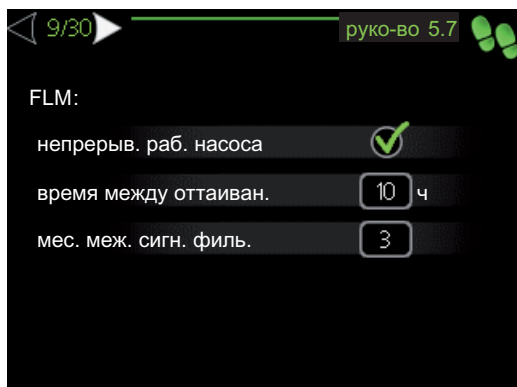 9/30
руко-во 5.7
FLM:
непрерыв. раб. насоса
время между оттаиван. 10 ч
мес. меж. сигн. филь. 3